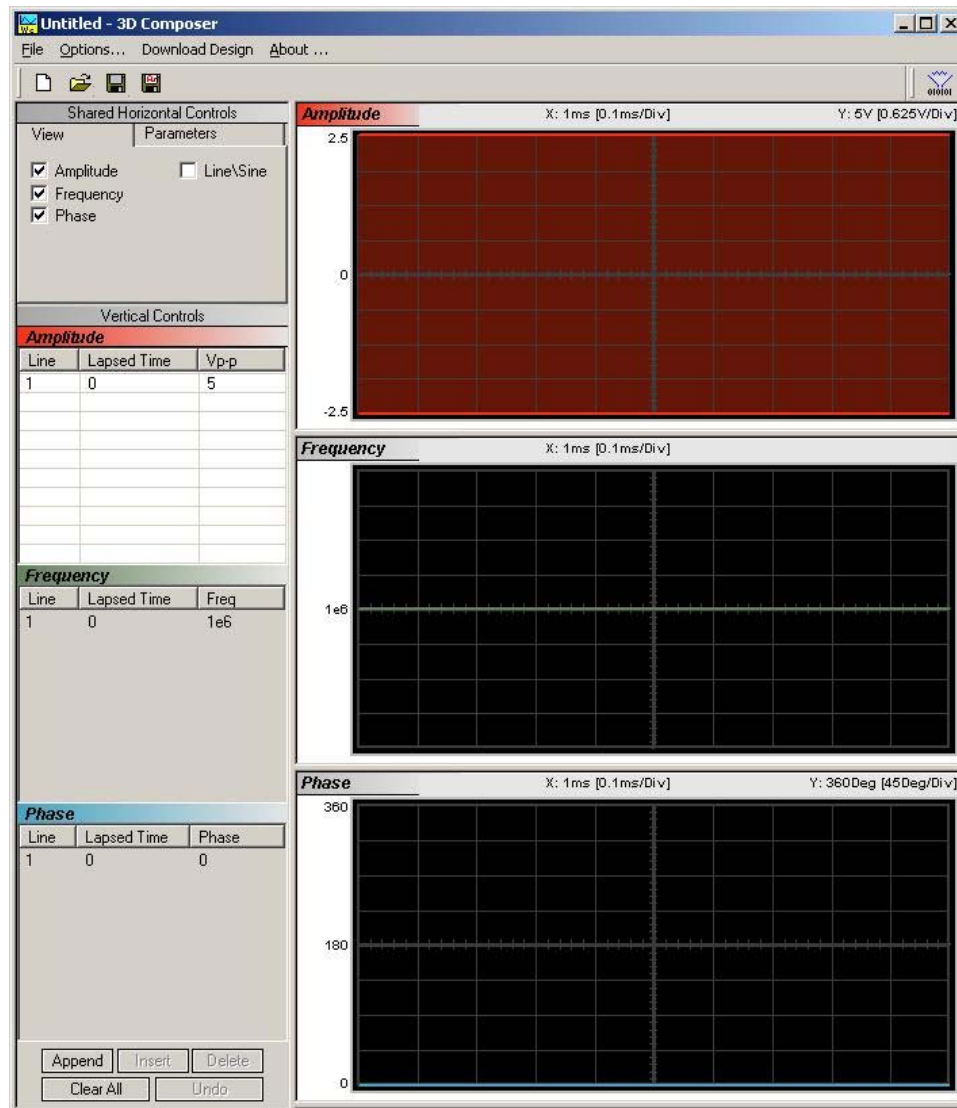 Untitled - 3D Composer
File Options... Download Design About ...
Shared Horizontal Controls
View Parameters
Amplitude Line\Sine
Frequency
Phase
Vertical Controls
Amplitude
Line Lapsed Time Vp-p
1 0 5
Frequency
Line Lapsed Time Freq
1 0 1e6
Phase
Line Lapsed Time Phase
1 0 0
Append Insert Delete
Clear All Undo
Amplitude X: 1ms [0.1ms/Div] Y: 5V [0.625V/Div]
2.5
0
-2.5
Frequency X: 1ms [0.1ms/Div]
1e6
Phase X: 1ms [0.1ms/Div] Y: 360Deg [45Deg/Div]
360
180
0